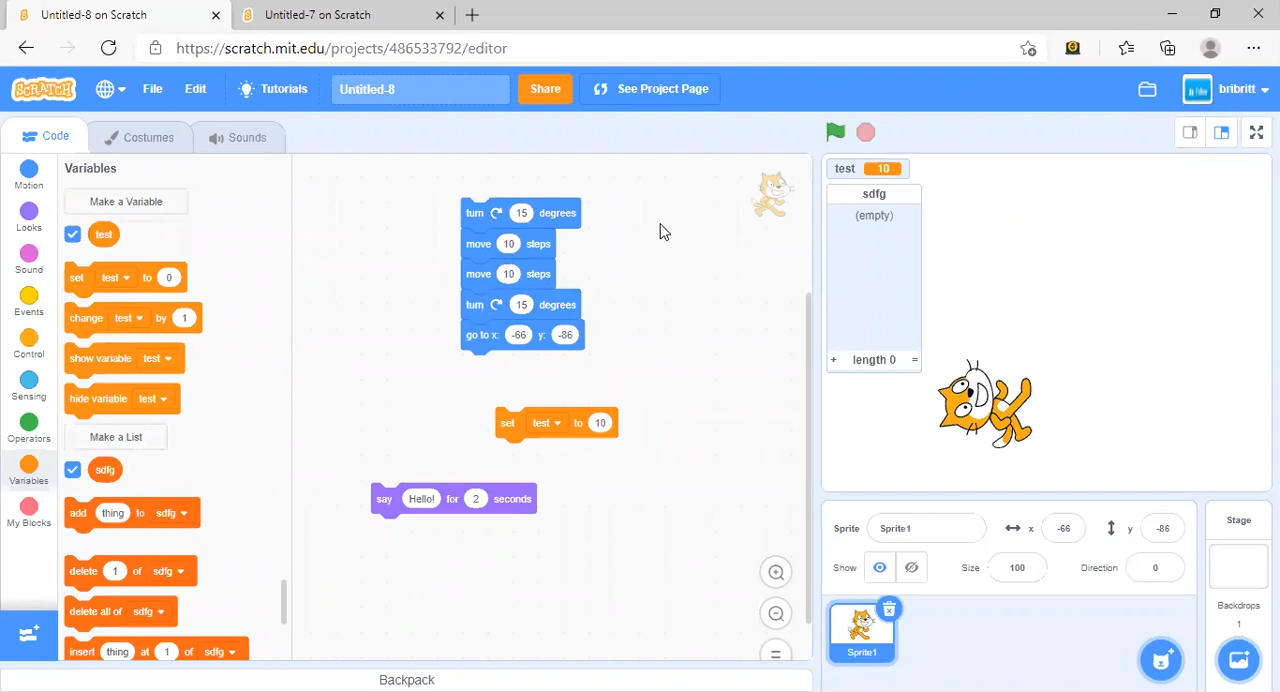 Untitled-8 on Scratch
Untitled-7 on Scratch
https://scratch.mit.edu/projects/486533792/editor
SCRATCH
File
Edit
Tutorials
Untitled-8
Share
See Project Page
bribritt
Code
Costumes
Sounds
Motion
Looks
Sound
Events
Control
Sensing
Operators
Variables
My Blocks
Variables
Make a Variable
test
set test to 0
change test by 1
show variable test
hide variable test
Make a List
sdfg
add thing to sdfg
delete 1 of sdfg
delete all of sdfg
insert thing at 1 of sdfg
turn 15 degrees
move 10 steps
move 10 steps
turn 15 degrees
go to x: -66 y: -86
set test to 10
say Hello! for 2 seconds
Backpack
test 10
sdfg
(empty)
+ length 0 =
Sprite Sprite1 x -66 y -86
Show Size 100 Direction 0
Sprite1
Stage
Backdrops
1